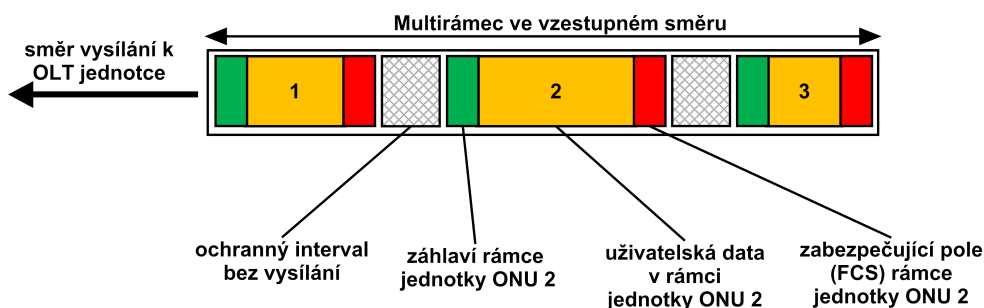 Multirámec ve vzestupném směru
směr vysílání k
OLT jednotce
1
2
3
ochranný interval
bez vysílání
záhlaví rámce
jednotky ONU 2
uživatelská data
v rámci
jednotky ONU 2
zabezpečující pole
(FCS) rámce
jednotky ONU 2